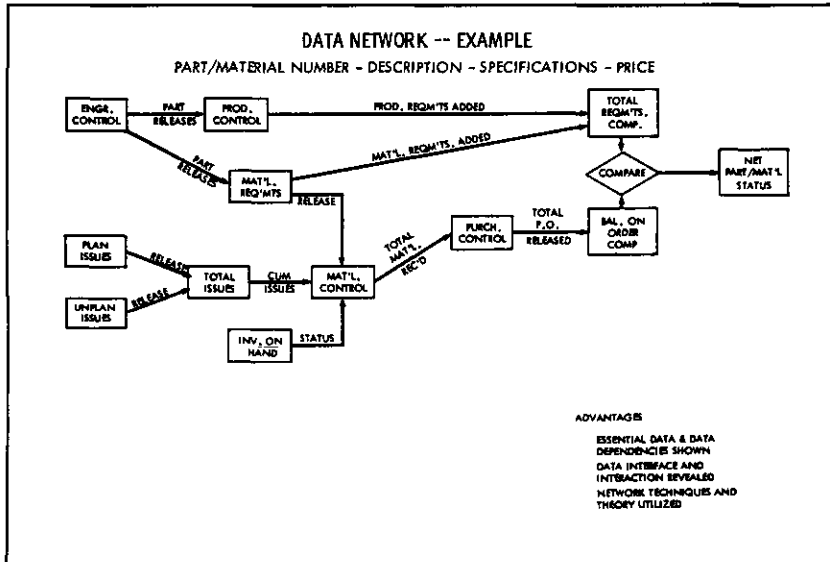 DATA NETWORK -- EXAMPLE
PART/MATERIAL NUMBER - DESCRIPTION - SPECIFICATIONS - PRICE
ENGR.
CONTROL
PART
RELEASES
PROD.
CONTROL
PROD. REQM'TS ADDED
TOTAL
REQM'TS.
COMP.
PART
RELEASES
MAT'L.
REQ'MTS
MAT'L. REQM'TS. ADDED
RELEASE
COMPARE
NET
PART/MAT'L
STATUS
PLAN
ISSUES
RELEASE
UNPLAN
ISSUES
RELEASE
TOTAL
ISSUES
CUM
ISSUES
MAT'L.
CONTROL
TOTAL
MAT'L.
REC'D
PURCH.
CONTROL
TOTAL
P.O.
RELEASED
BAL. ON
ORDER
COMP
INV. ON
HAND
STATUS
ADVANTAGES
ESSENTIAL DATA & DATA
DEPENDENCIES SHOWN
DATA INTERFACE AND
INTERACTION REVEALED
NETWORK TECHNIQUES AND
THEORY UTILIZED